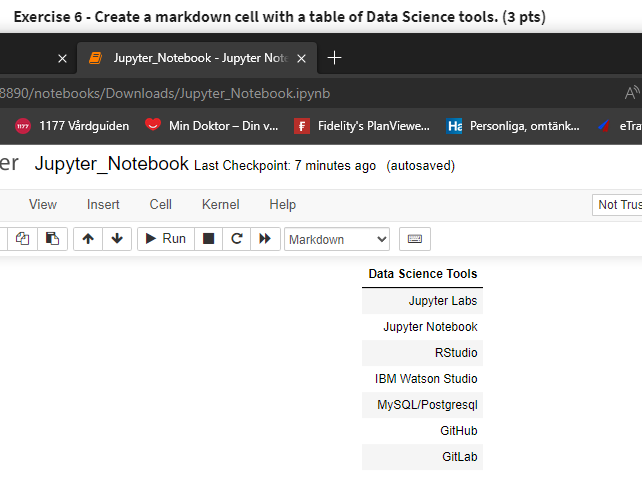 Exercise 6 - Create a markdown cell with a table of Data Science tools. (3 pts)
Jupyter_Notebook - Jupyter Note
8890/notebooks/Downloads/Jupyter_Notebook.ipynb
1177 1177 Vårdguiden Min Doktor – Din v... Fidelity's PlanViewe... Personliga, omtänk... eTra
er Jupyter_Notebook Last Checkpoint: 7 minutes ago (autosaved)
View Insert Cell Kernel Help Not Trus
Run Markdown
Data Science Tools
Jupyter Labs
Jupyter Notebook
RStudio
IBM Watson Studio
MySQL/Postgresql
GitHub
GitLab